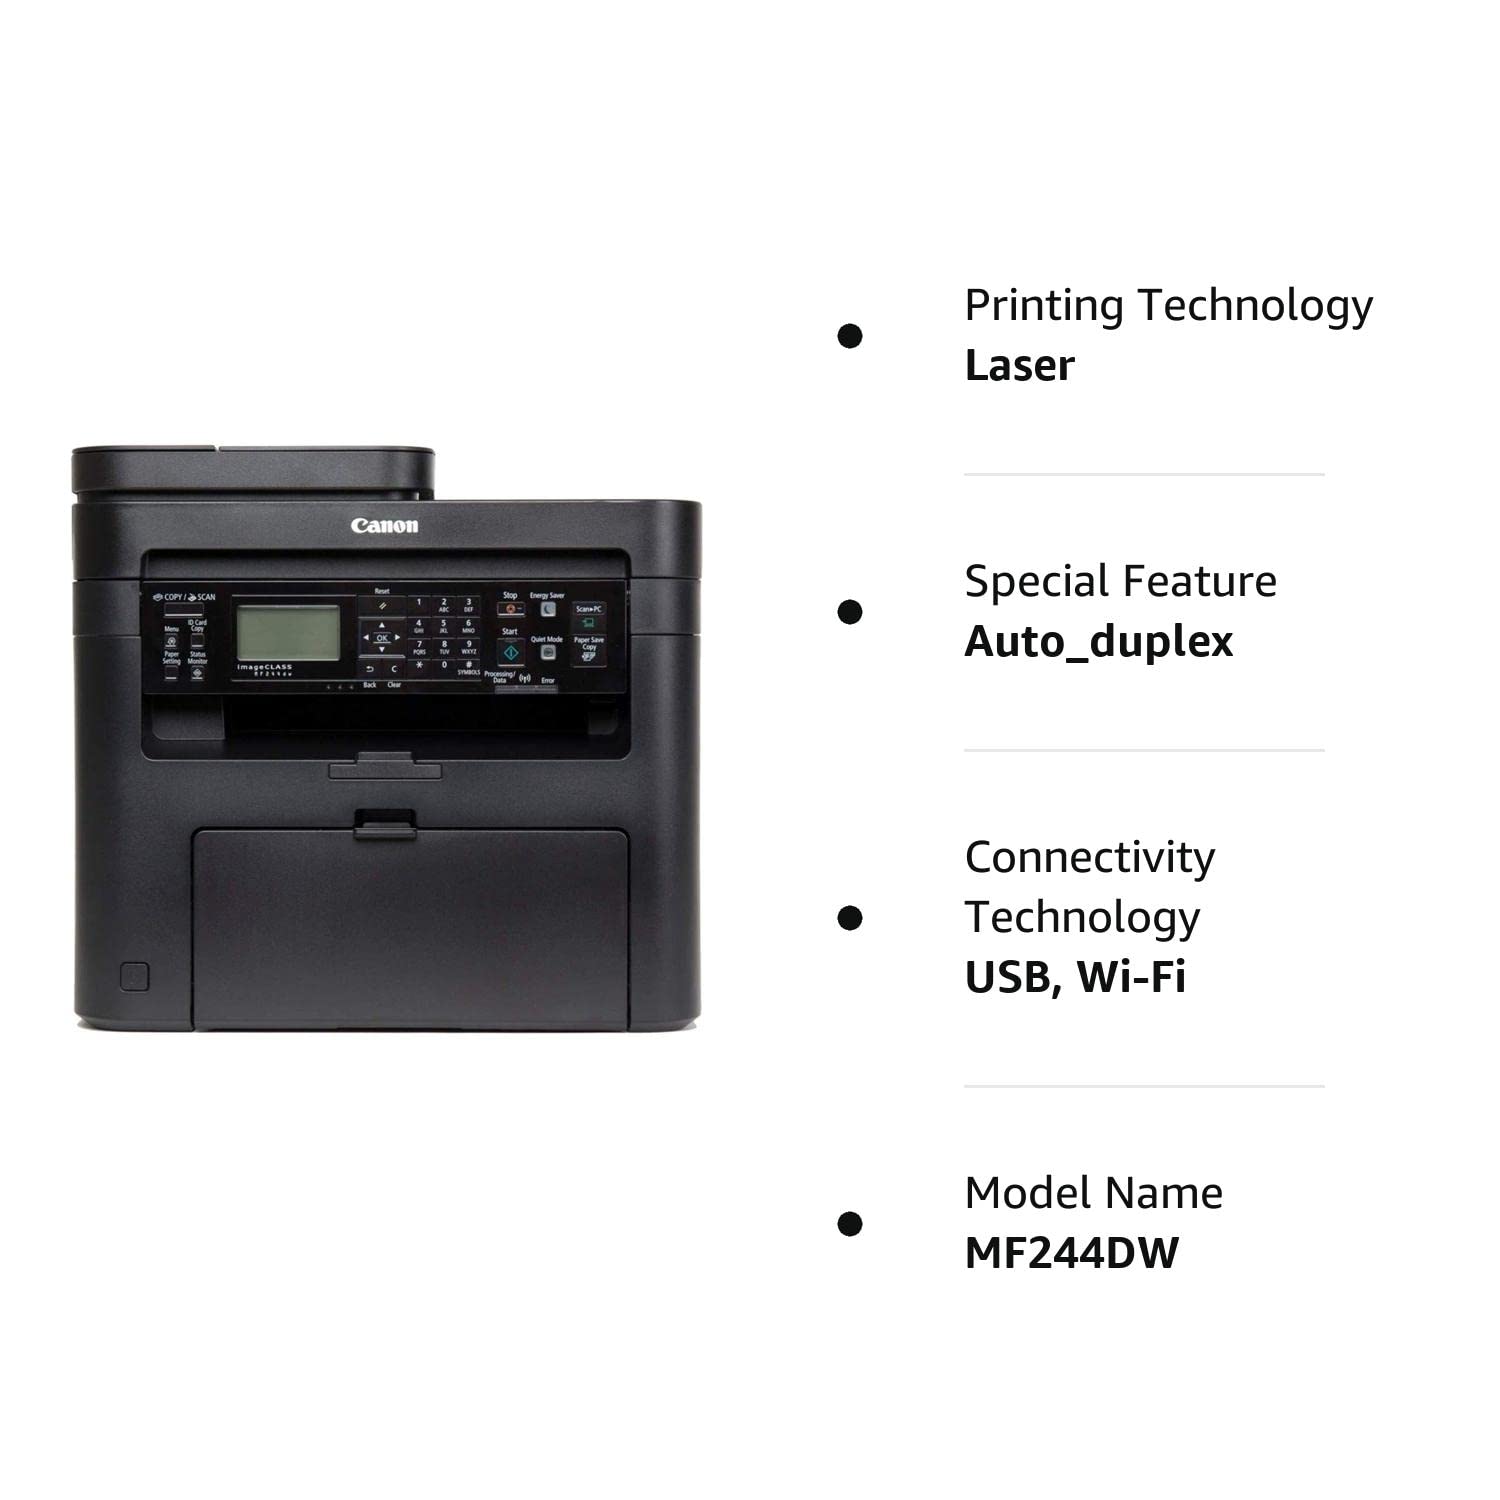 Canon
COPY / SCAN
Menu
ID Card
Copy
Paper
Setting
Status
Monitor
imageCLASS
MF244dw
Reset
OK
Back
Clear
C
1
2
ABC
3
DEF
4
GHI
5
JKL
6
MNO
7
PQRS
8
TUV
9
WXYZ
*
0
#
SYMBOLS
Stop
Energy Saver
Start
Quiet Mode
Processing/
Data
Error
Scan▸PC
Paper Save
Copy
Printing Technology
Laser
Special Feature
Auto_duplex
Connectivity
Technology
USB, Wi-Fi
Model Name
MF244DW